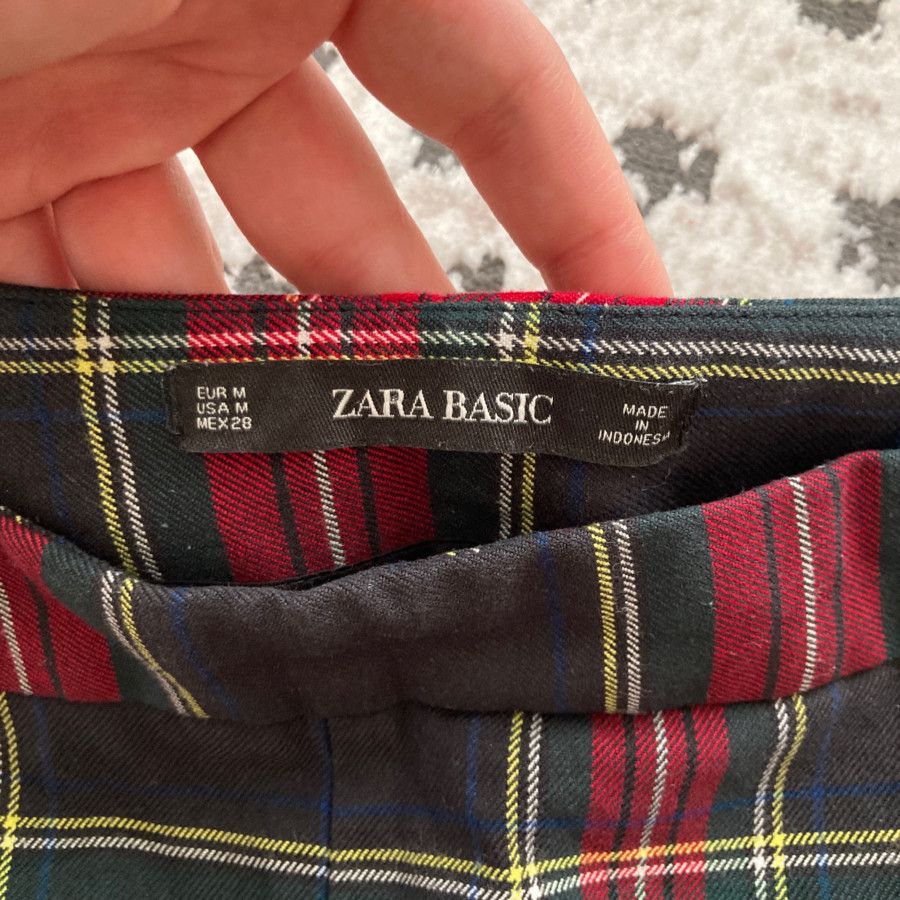 EUR M
USA M
MEX 28
ZARA BASIC
MADE
IN
INDONESIA